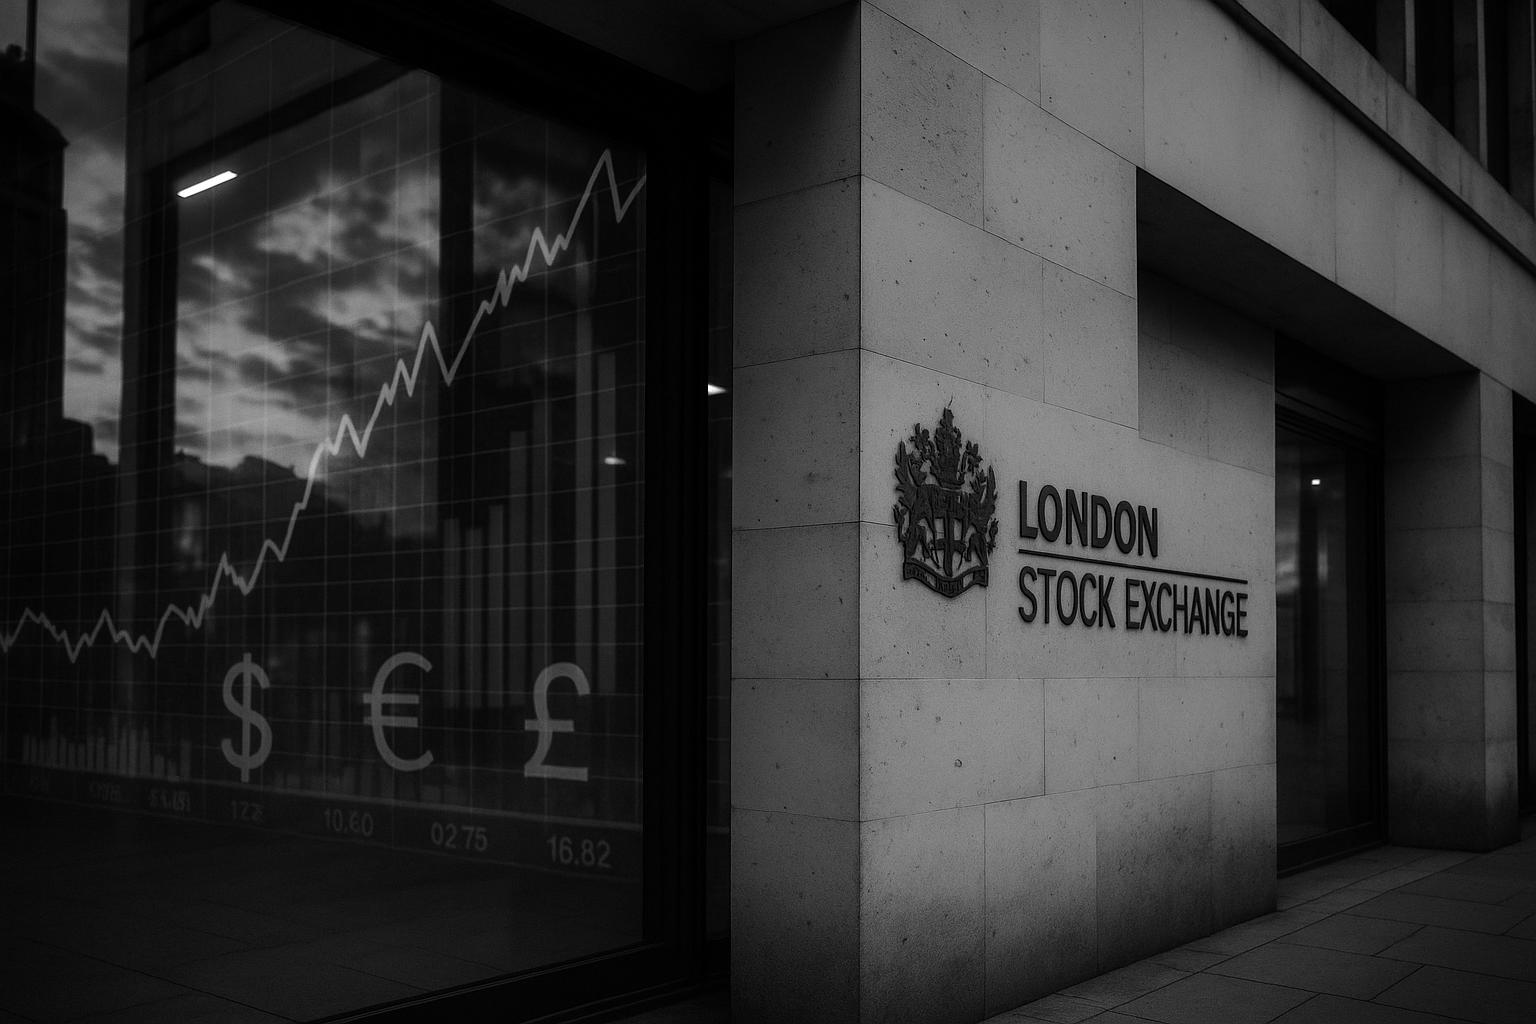 $ € £
10.60 02.75 16.82
LONDON
STOCK EXCHANGE